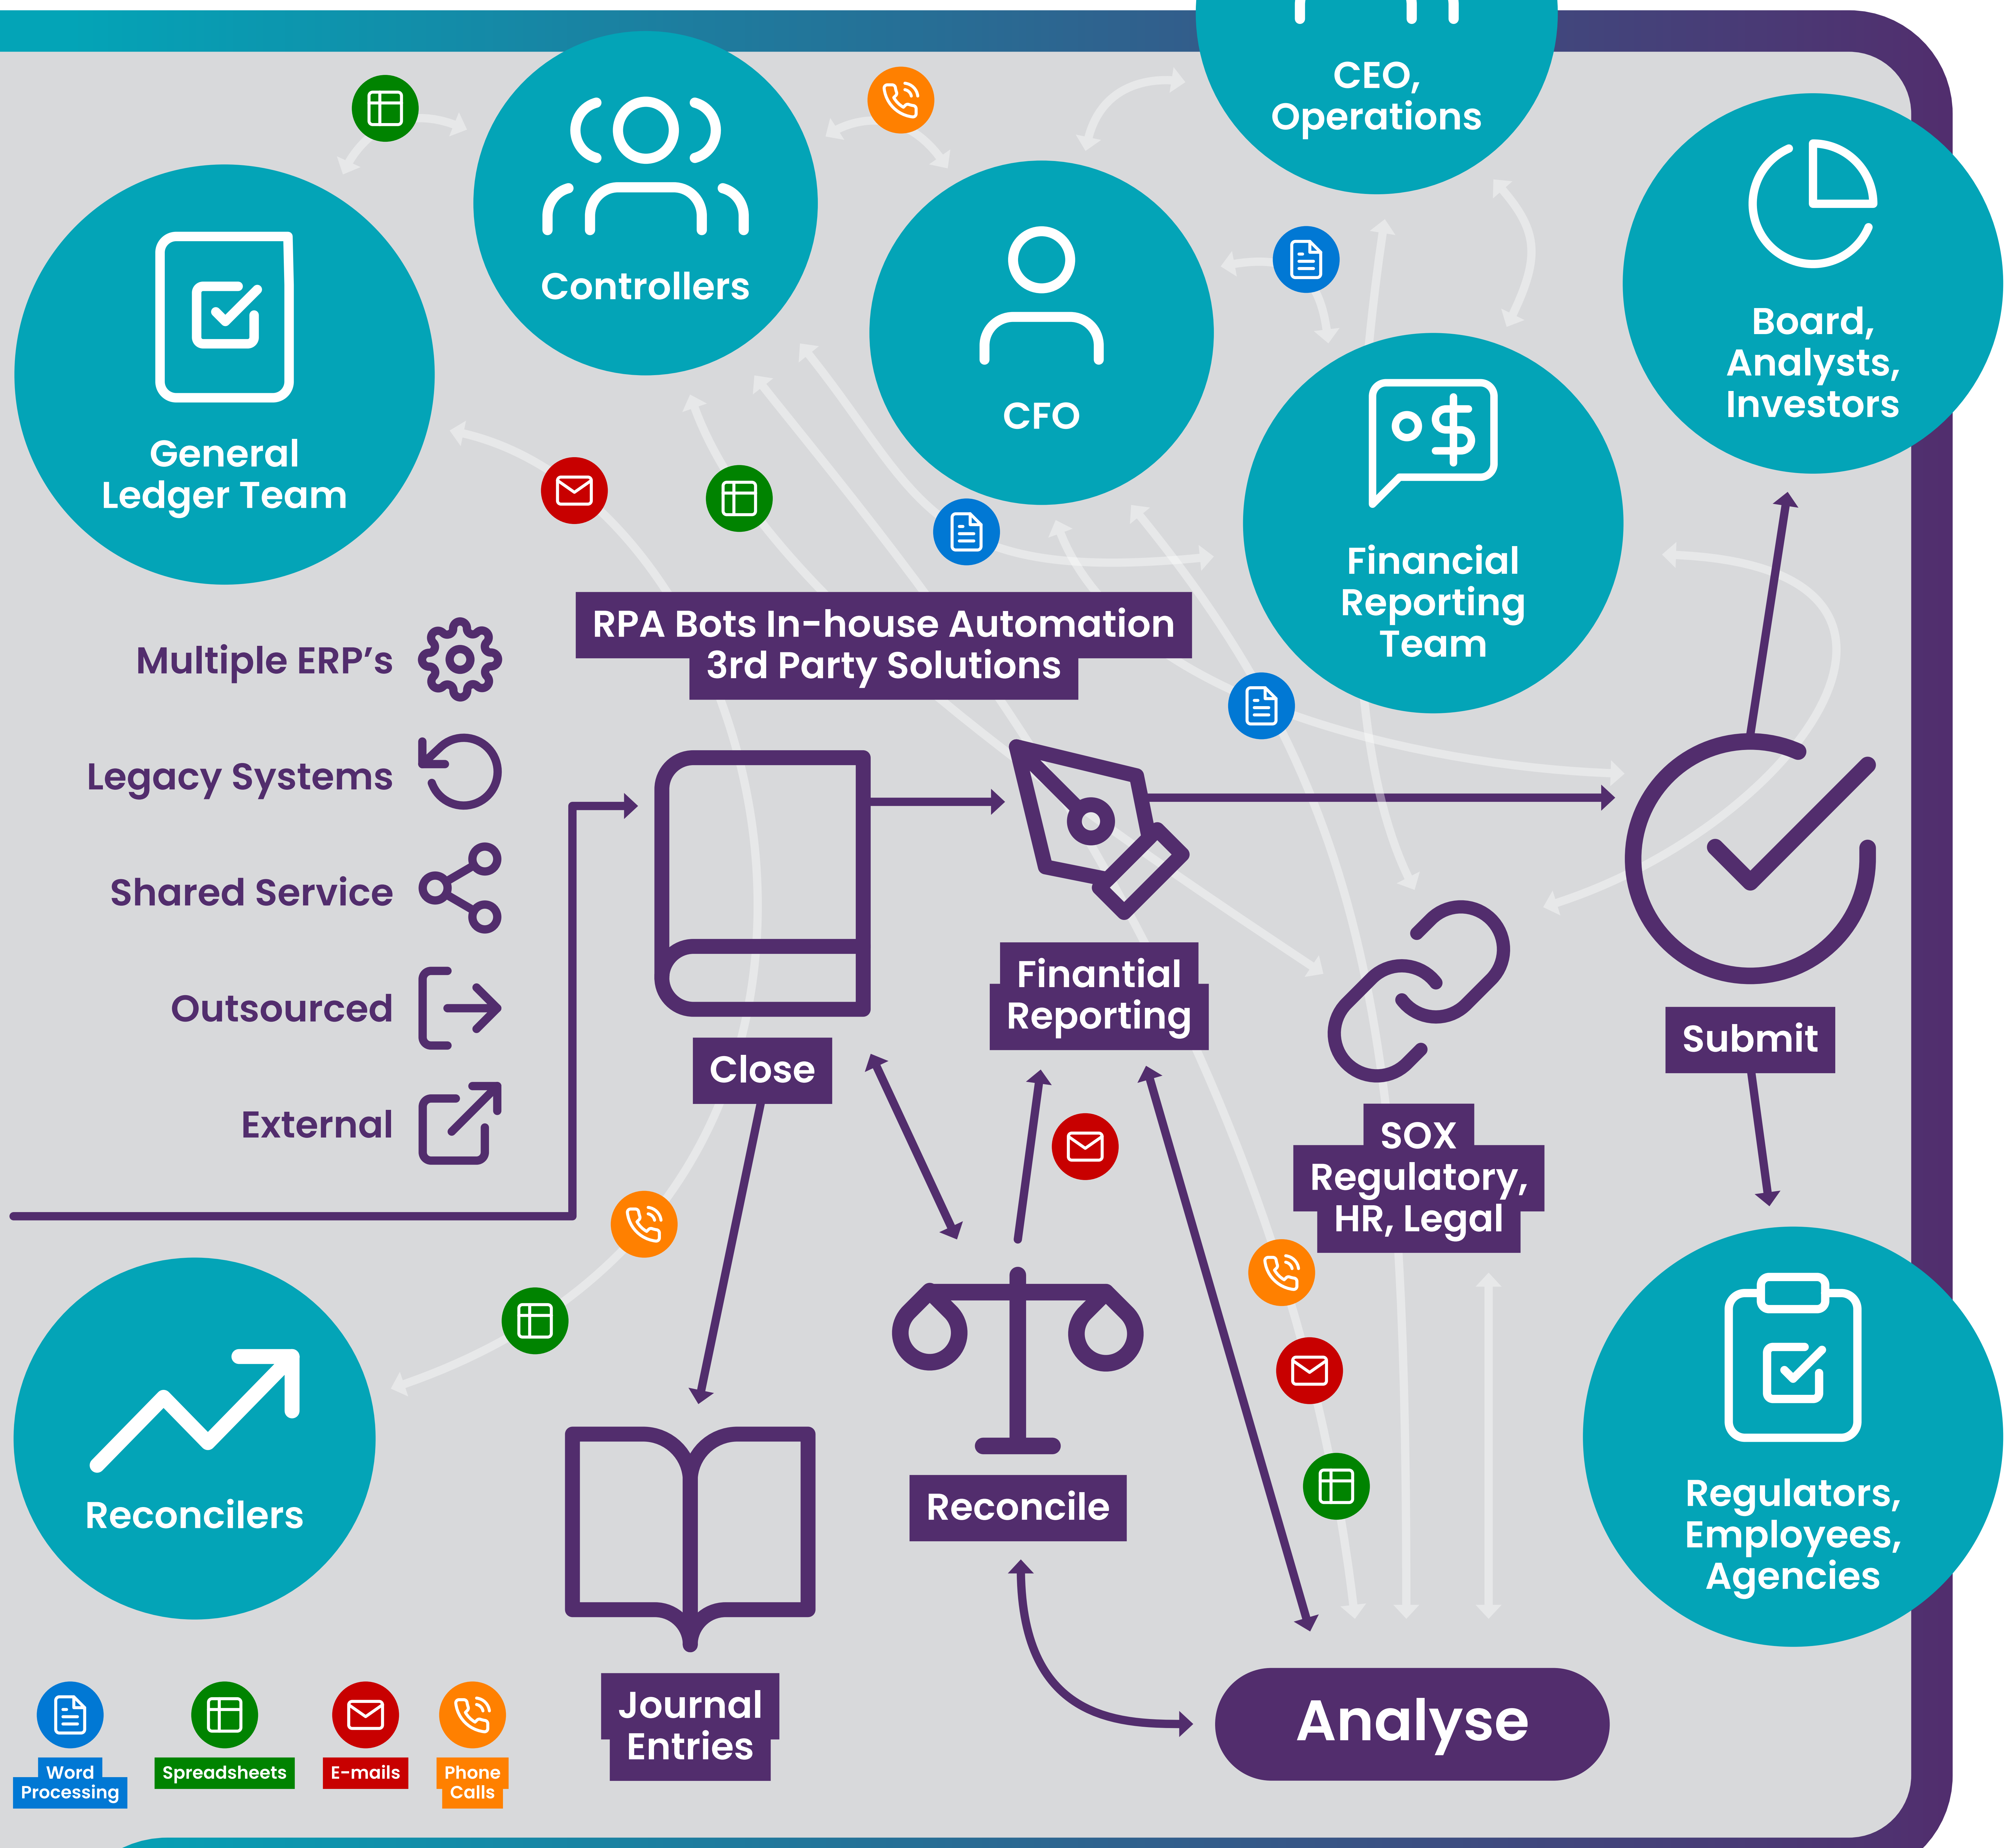 CEO,
Operations
Controllers
Board,
Analysts,
Investors
CFO
General
Ledger Team
Financial
Reporting
Team
RPA Bots In-house Automation
3rd Party Solutions
Multiple ERP’s
Legacy Systems
Shared Service
Outsourced
External
Close
Finantial
Reporting
SOX
Regulatory,
HR, Legal
Submit
Reconcilers
Reconcile
Regulators,
Employees,
Agencies
Journal
Entries
Analyse
Word
Processing
Spreadsheets
E-mails
Phone
Calls